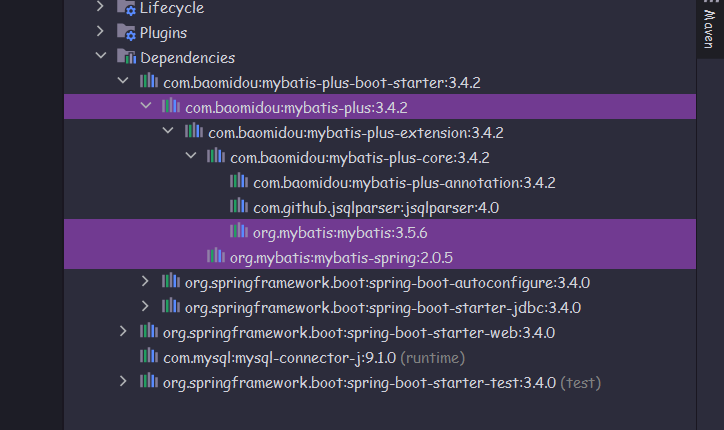 Lifecycle
Plugins
Dependencies
com.baomidou:mybatis-plus-boot-starter:3.4.2
com.baomidou:mybatis-plus:3.4.2
com.baomidou:mybatis-plus-extension:3.4.2
com.baomidou:mybatis-plus-core:3.4.2
com.baomidou:mybatis-plus-annotation:3.4.2
com.github.jsqlparser:jsqlparser:4.0
org.mybatis:mybatis:3.5.6
org.mybatis:mybatis-spring:2.0.5
org.springframework.boot:spring-boot-autoconfigure:3.4.0
org.springframework.boot:spring-boot-starter-jdbc:3.4.0
org.springframework.boot:spring-boot-starter-web:3.4.0
com.mysql:mysql-connector-j:9.1.0 (runtime)
org.springframework.boot:spring-boot-starter-test:3.4.0 (test)
Maven